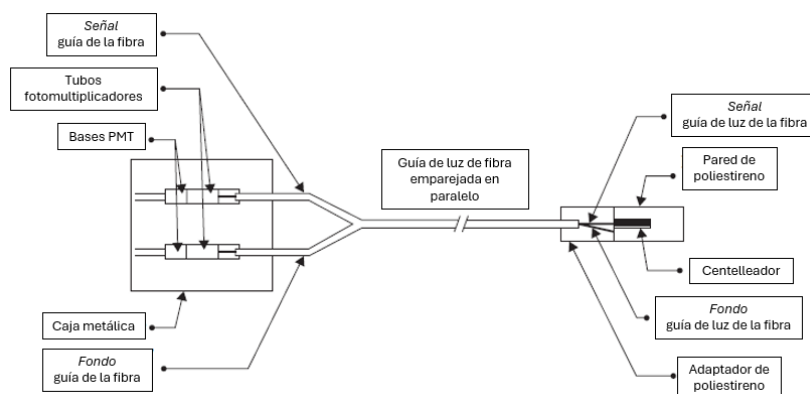 Señal
guía de la fibra
Tubos
fotomultiplicadores
Bases PMT
Caja metálica
Fondo
guía de la fibra
Guía de luz de fibra
emparejada en
paralelo
Señal
guía de luz de la fibra
Pared de
poliestireno
Centelleador
Fondo
guía de luz de la fibra
Adaptador de
poliestireno